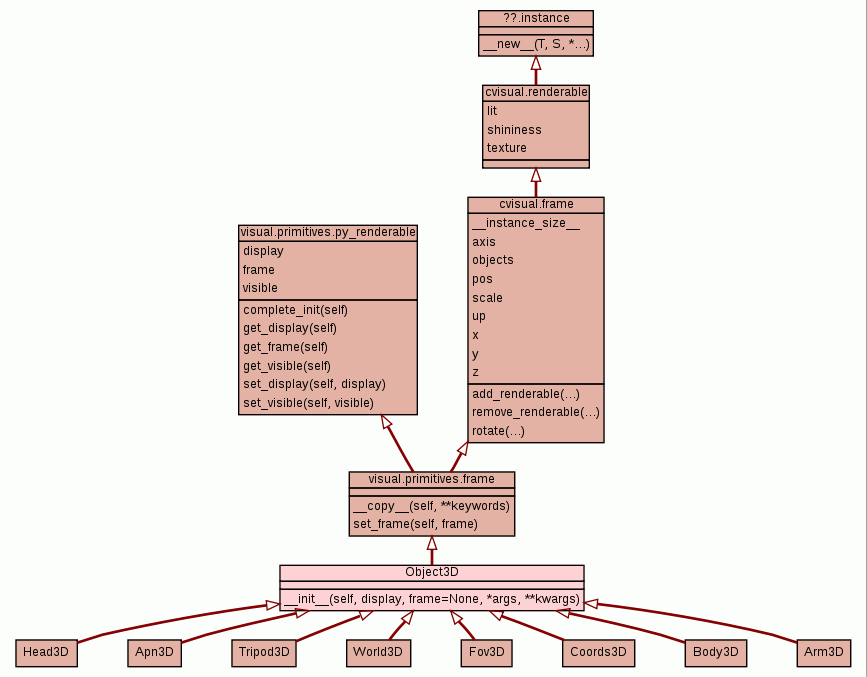 ??.instance
__new__(T, S, *...)
cvisual.renderable
lit
shininess
texture
cvisual.frame
__instance_size__
axis
objects
pos
scale
up
x
y
z
add_renderable(...)
remove_renderable(...)
rotate(...)
visual.primitives.py_renderable
display
frame
visible
complete_init(self)
get_display(self)
get_frame(self)
get_visible(self)
set_display(self, display)
set_visible(self, visible)
visual.primitives.frame
__copy__(self, **keywords)
set_frame(self, frame)
Object3D
__init__(self, display, frame=None, *args, **kwargs)
Head3D
Apn3D
Tripod3D
World3D
Fov3D
Coords3D
Body3D
Arm3D